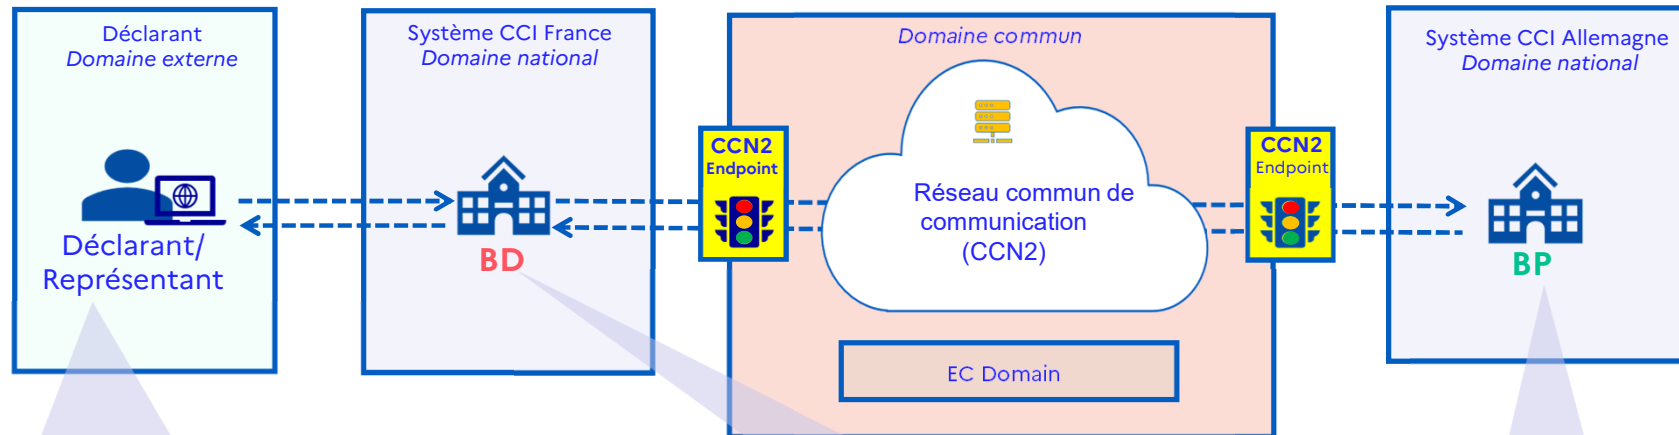 Déclarant
Domaine externe
Déclarant/
Représentant
Système CCI France
Domaine national
BD
Domaine commun
CCN2
Endpoint
Réseau commun de
communication
(CCN2)
EC Domain
CCN2
Endpoint
Système CCI Allemagne
Domaine national
BP